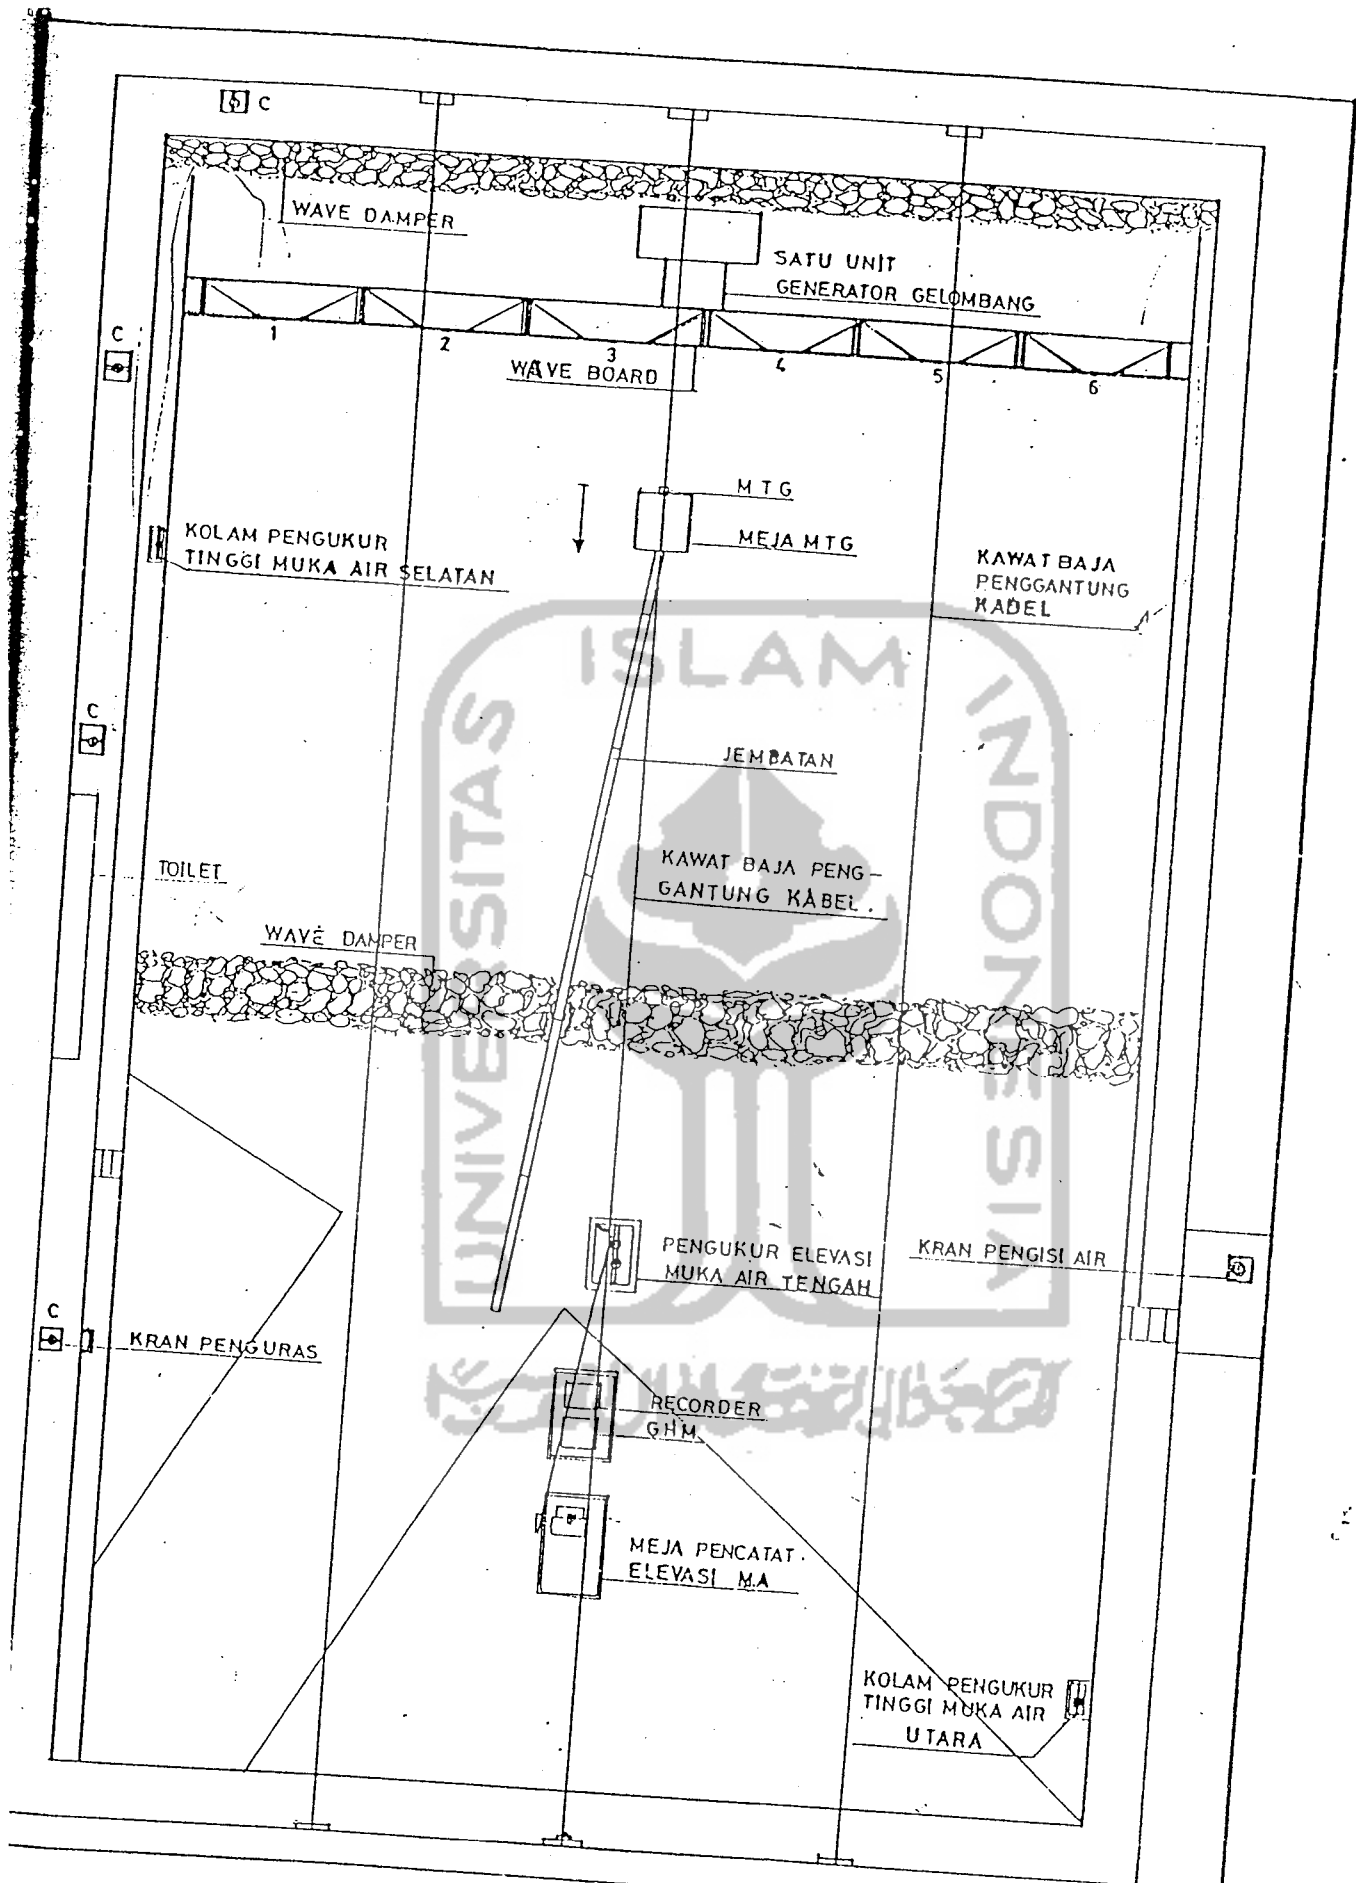 C
WAVE DAMPER
SATU UNIT
GENERATOR GELOMBANG
C
1
2
3
4
5
6
WAVE BOARD
MTG
MEJA MTG
KOLAM PENGUKUR
TINGGI MUKA AIR SELATAN
KAWAT BAJA
PENGGANTUNG
KABEL
ISLAM
UNIVERSITAS
INDONESIA
C
JEMBATAN
TOILET
KAWAT BAJA PENG-
GANTUNG KABEL.
WAVE DAMPER
PENGUKUR ELEVASI
MUKA AIR TENGAH
KRAN PENGISI AIR
C
KRAN PENGURAS
RECORDER
GHM
MEJA PENCATAT.
ELEVASI M.A
KOLAM PENGUKUR
TINGGI MUKA AIR
UTARA